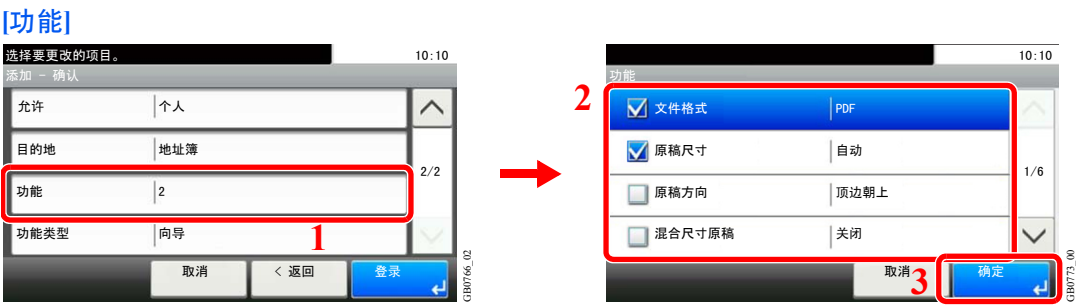 [功能]
选择要更改的项目。
10:10
添加 - 确认
允许 个人
目的地 地址簿
功能 2
功能类型 向导
2/2
1
取消 < 返回 登录
GB0766_02
10:10
功能
2
文件格式 PDF
原稿尺寸 自动
原稿方向 顶边朝上
混合尺寸原稿 关闭
1/6
取消 3 确定
GB0773_00